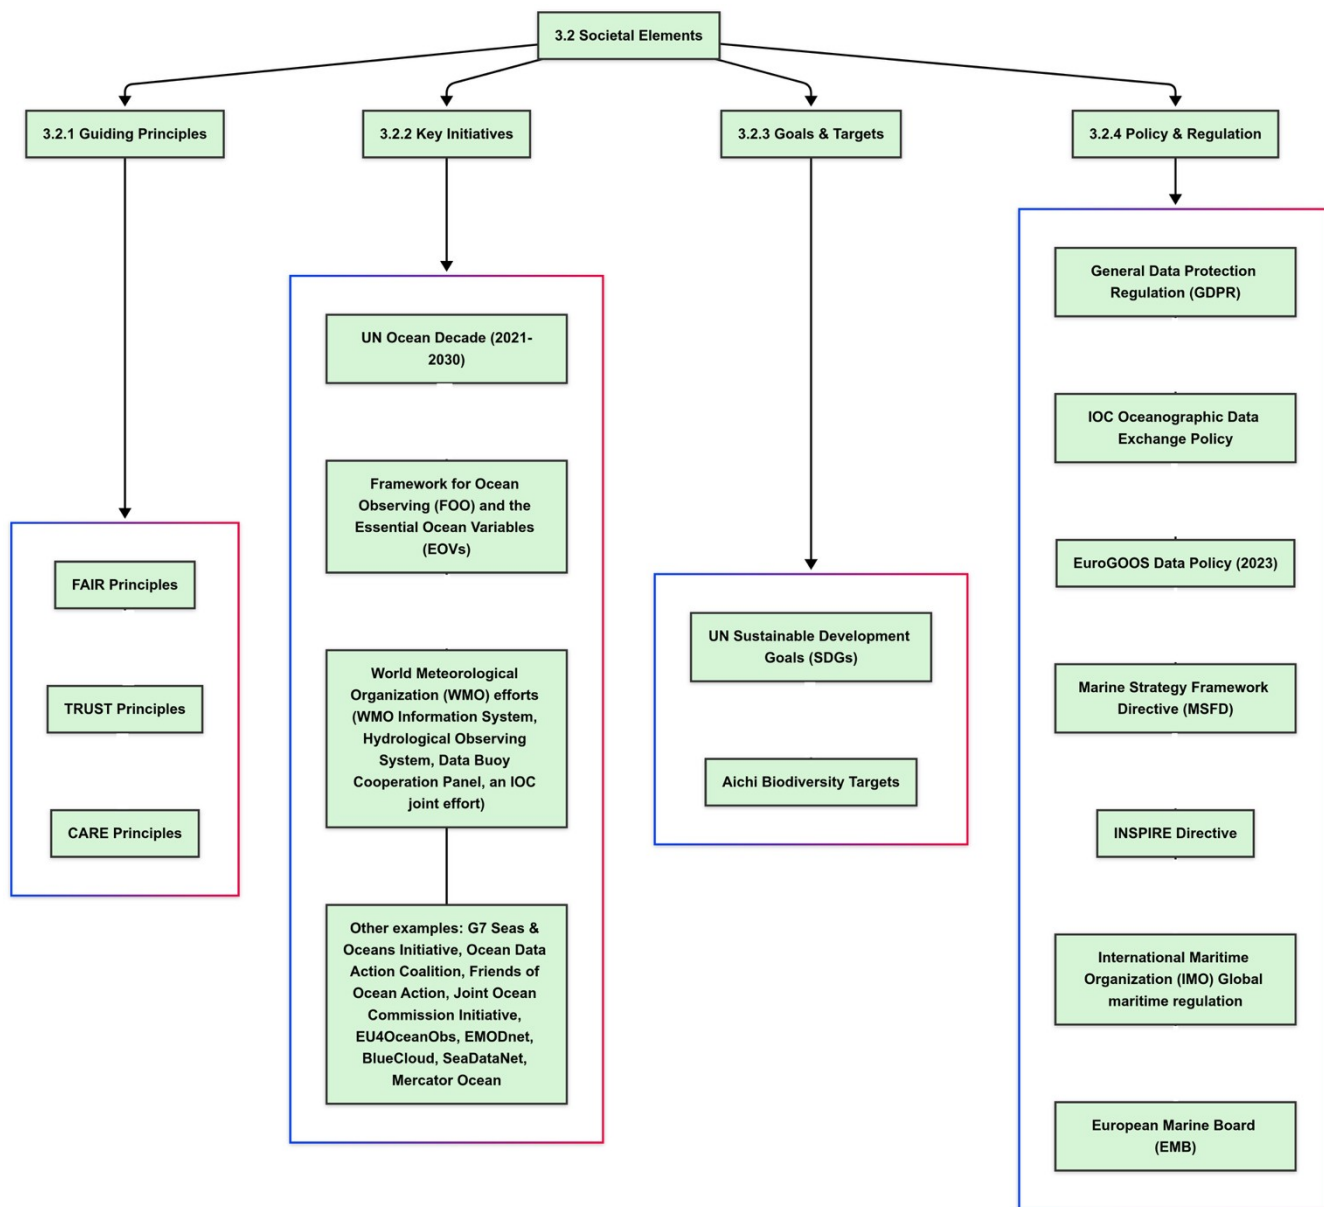 3.2 Societal Elements
3.2.1 Guiding Principles
3.2.2 Key Initiatives
3.2.3 Goals & Targets
3.2.4 Policy & Regulation
FAIR Principles
TRUST Principles
CARE Principles
UN Ocean Decade (2021-
2030)
Framework for Ocean
Observing (FOO) and the
Essential Ocean Variables
(EOVs)
World Meteorological
Organization (WMO) efforts
(WMO Information System,
Hydrological Observing
System, Data Buoy
Cooperation Panel, an IOC
joint effort)
Other examples: G7 Seas &
Oceans Initiative, Ocean Data
Action Coalition, Friends of
Ocean Action, Joint Ocean
Commission Initiative,
EU4OceanObs, EMODnet,
BlueCloud, SeaDataNet,
Mercator Ocean
UN Sustainable Development
Goals (SDGs)
Aichi Biodiversity Targets
General Data Protection
Regulation (GDPR)
IOC Oceanographic Data
Exchange Policy
EuroGOOS Data Policy (2023)
Marine Strategy Framework
Directive (MSFD)
INSPIRE Directive
International Maritime
Organization (IMO) Global
maritime regulation
European Marine Board
(EMB)